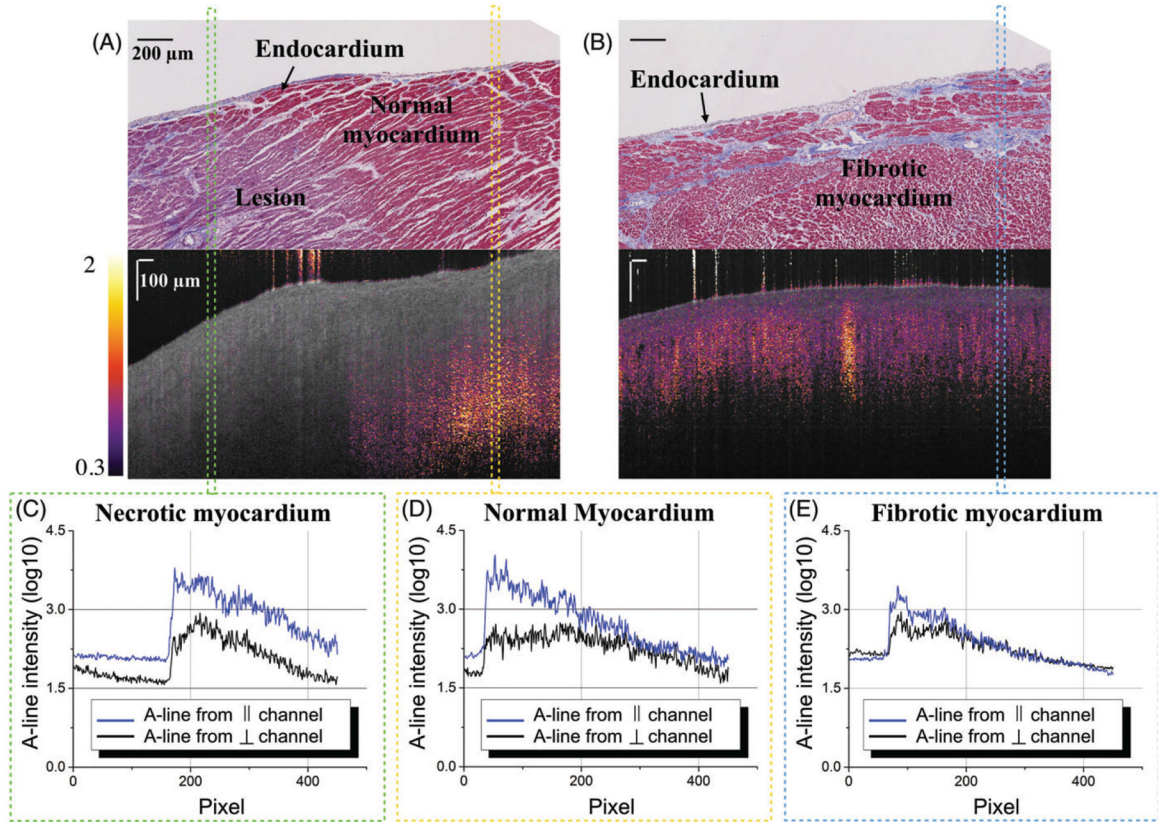 (A)
200 µm
Endocardium
Normal
myocardium
Lesion
(B)
Endocardium
Fibrotic
myocardium
2
0.3
100 µm
(C)
Necrotic myocardium
A-line intensity (log10)
4.5
3.0
1.5
0.0
A-line from || channel
A-line from ⊥ channel
0
200
400
Pixel
(D)
Normal Myocardium
A-line intensity (log10)
4.5
3.0
1.5
0.0
A-line from || channel
A-line from ⊥ channel
0
200
400
Pixel
(E)
Fibrotic myocardium
A-line intensity (log10)
4.5
3.0
1.5
0.0
A-line from || channel
A-line from ⊥ channel
0
200
400
Pixel